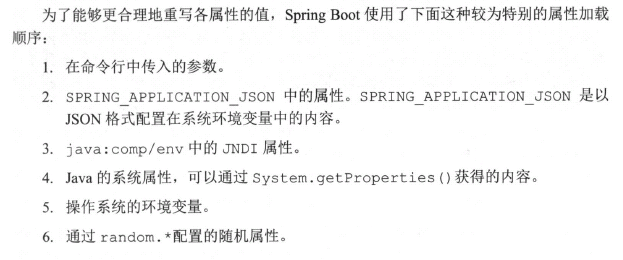 为了能够更合理地重写各属性的值，Spring Boot 使用了下面这种较为特别的属性加载
顺序：
1. 在命令行中传入的参数。
2. SPRING_APPLICATION_JSON 中的属性。SPRING_APPLICATION_JSON 是以
JSON 格式配置在系统环境变量中的内容。
3. java:comp/env 中的 JNDI 属性。
4. Java 的系统属性，可以通过 System.getProperties()获得的内容。
5. 操作系统的环境变量。
6. 通过 random.*配置的随机属性。